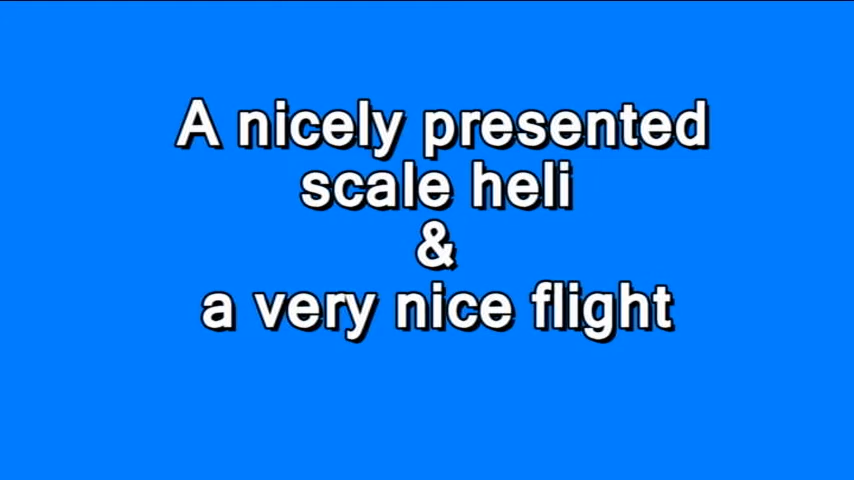 A nicely presented
scale heli
&
a very nice flight